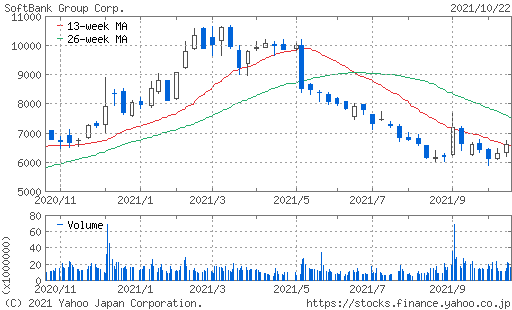 SoftBank Group Corp. 2021/10/22
13-week MA
26-week MA
11000
10000
9000
8000
7000
6000
5000
2020/11 2021/1 2021/3 2021/5 2021/7 2021/9
Volume
80
60
40
20
0
(x1000000)
2020/11 2021/1 2021/3 2021/5 2021/7 2021/9
(C) 2021 Yahoo Japan Corporation. https://stocks.finance.yahoo.co.jp